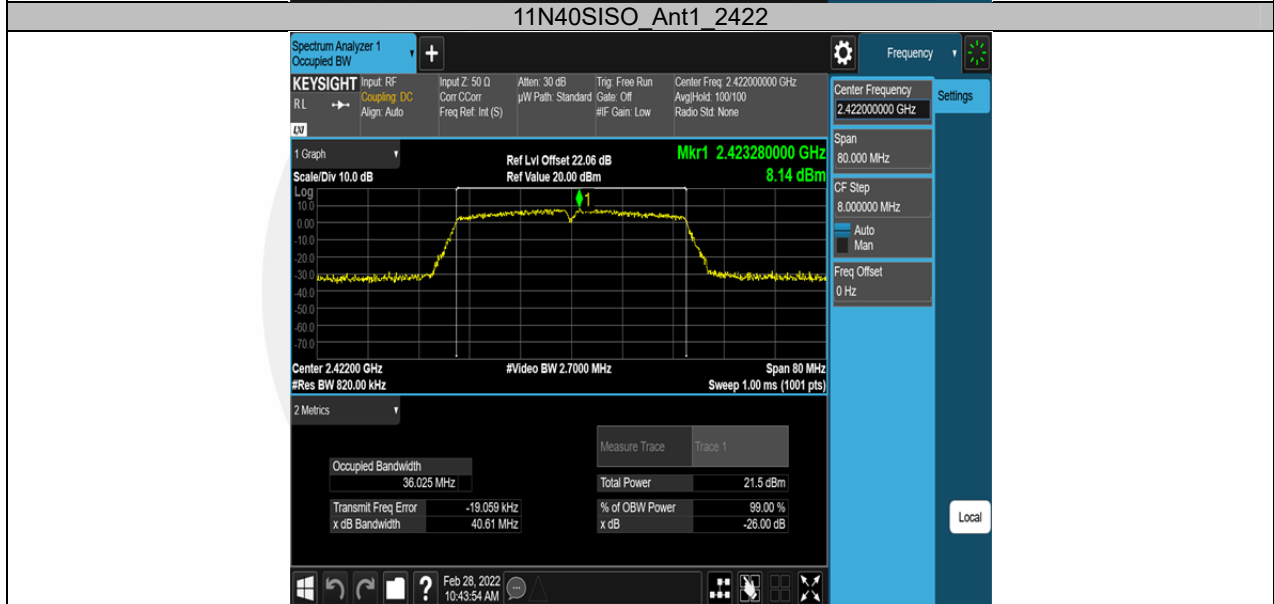 11N40SISO_Ant1_2422
Spectrum Analyzer 1
Occupied BW
+
Frequency
KEYSIGHT
RL
LXI
Input: RF
Coupling: DC
Align: Auto
Input Z: 50 Ω
Corr CCorr
Freq Ref: Int (S)
Atten: 30 dB
µW Path: Standard
Trig: Free Run
Gate: Off
#IF Gain: Low
Center Freq: 2.422000000 GHz
Avg|Hold: 100/100
Radio Std: None
Center Frequency
2.422000000 GHz
Settings
Span
80.000 MHz
CF Step
8.000000 MHz
Auto
Man
Freq Offset
0 Hz
1 Graph
Scale/Div 10.0 dB
Ref Lvl Offset 22.06 dB
Ref Value 20.00 dBm
Mkr1 2.423280000 GHz
8.14 dBm
Log
1
10.0
0.00
-10.0
-20.0
-30.0
-40.0
-50.0
-60.0
-70.0
Center 2.42200 GHz
#Res BW 820.00 kHz
#Video BW 2.7000 MHz
Span 80 MHz
Sweep 1.00 ms (1001 pts)
2 Metrics
Measure Trace Trace 1
Occupied Bandwidth
36.025 MHz
Total Power 21.5 dBm
Transmit Freq Error -19.059 kHz
% of OBW Power 99.00 %
x dB Bandwidth 40.61 MHz
x dB -26.00 dB
Local
?
Feb 28, 2022
10:43:54 AM